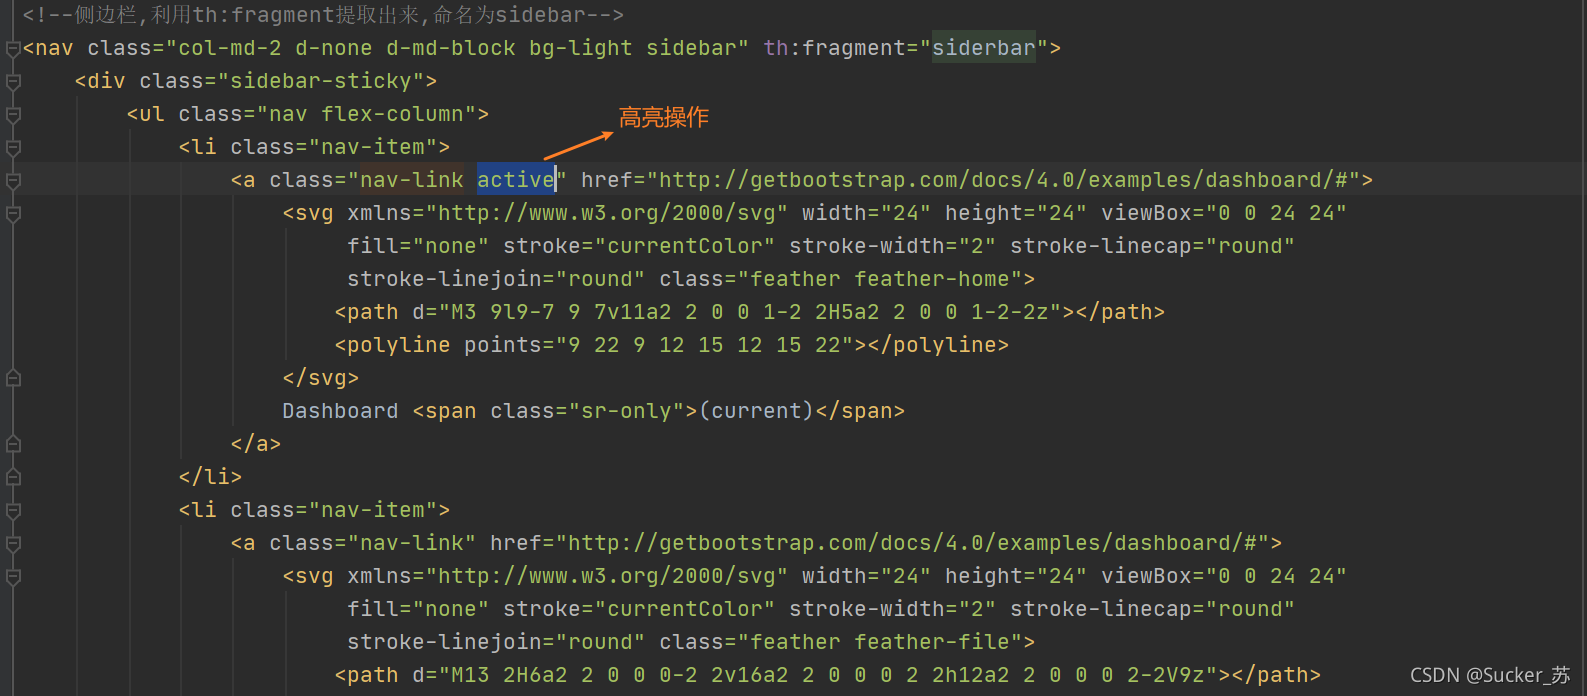 <!--侧边栏,利用th:fragment提取出来,命名为sidebar-->
<nav class="col-md-2 d-none d-md-block bg-light sidebar" th:fragment="siderbar">
<div class="sidebar-sticky">
<ul class="nav flex-column">
高亮操作
<li class="nav-item">
<a class="nav-link active" href="http://getbootstrap.com/docs/4.0/examples/dashboard/#">
<svg xmlns="http://www.w3.org/2000/svg" width="24" height="24" viewBox="0 0 24 24"
fill="none" stroke="currentColor" stroke-width="2" stroke-linecap="round"
stroke-linejoin="round" class="feather feather-home">
<path d="M3 9l9-7 9 7v11a2 2 0 0 1-2 2H5a2 2 0 0 1-2-2z"></path>
<polyline points="9 22 9 12 15 12 15 22"></polyline>
</svg>
Dashboard <span class="sr-only">(current)</span>
</a>
</li>
<li class="nav-item">
<a class="nav-link" href="http://getbootstrap.com/docs/4.0/examples/dashboard/#">
<svg xmlns="http://www.w3.org/2000/svg" width="24" height="24" viewBox="0 0 24 24"
fill="none" stroke="currentColor" stroke-width="2" stroke-linecap="round"
stroke-linejoin="round" class="feather feather-file">
<path d="M13 2H6a2 2 0 0 0-2 2v16a2 2 0 0 0 2 2h12a2 2 0 0 0 2-2V9z"></path>
CSDN @Sucker_苏